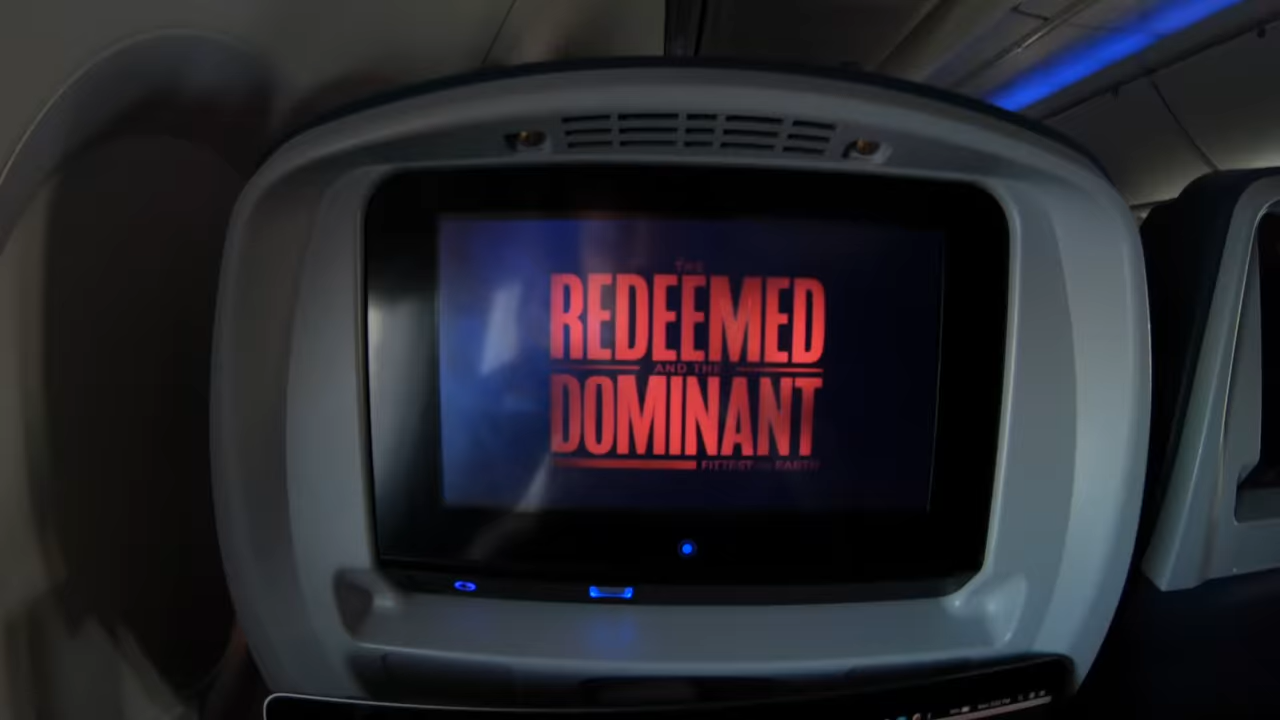 THE
REDEEMED
AND THE
DOMINANT
FITTEST ON EARTH